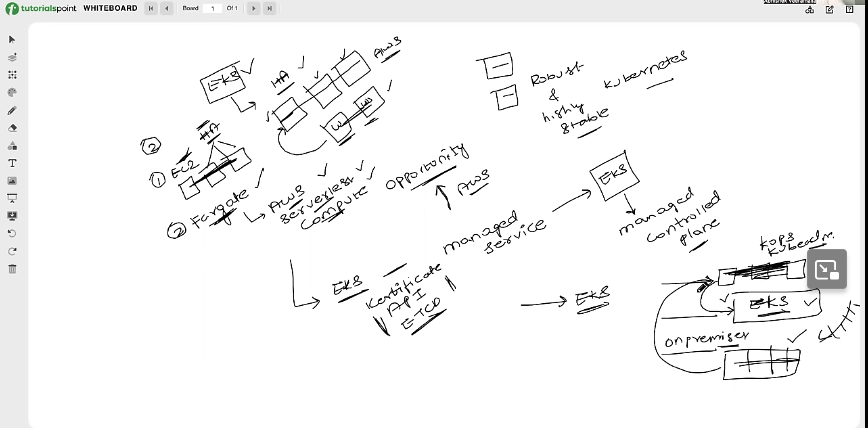 tutorialspoint WHITEBOARD
Board 1 Of 1
EKS
HA
AWS
W
W
Robust
&
highly
stable
kubernetes
②
HA
① EC2
② Fargate
AWS
serverless
compute
opportunity
AWS
managed
service
EKS
managed
controlled
plane
EKS
Kertificate
API
ETCD
EKS
kops
kubeadm.
EKS
onpremises
T